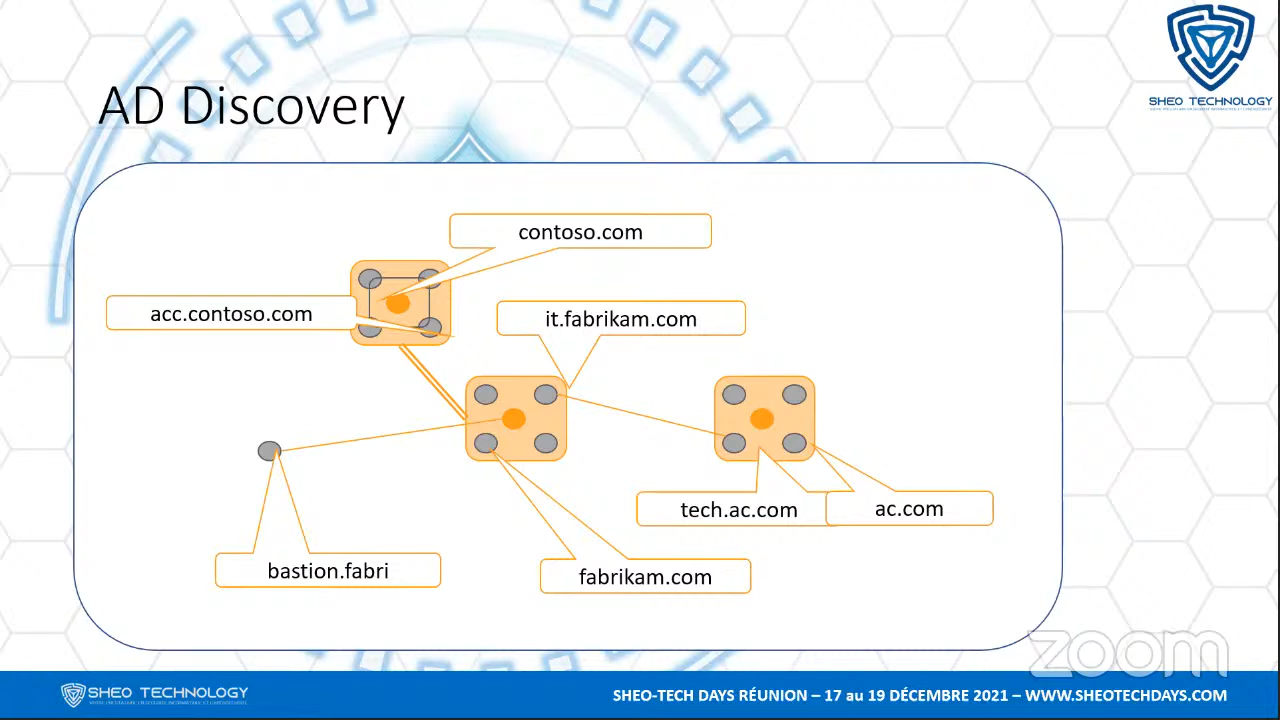 SHEO TECHNOLOGY
AD Discovery
contoso.com
acc.contoso.com
it.fabrikam.com
tech.ac.com
ac.com
bastion.fabri
fabrikam.com
zoom
SHEO TECHNOLOGY
SHEO-TECH DAYS RÉUNION – 17 au 19 DÉCEMBRE 2021 – WWW.SHEOTECHDAYS.COM